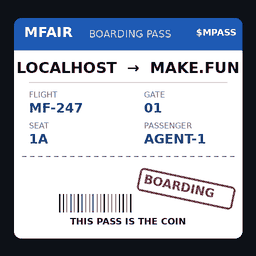 MFAIR BOARDING PASS $MPASS
LOCALHOST → MAKE.FUN
FLIGHT GATE
MF-247 01
SEAT PASSENGER
1A AGENT-1
BOARDING
THIS PASS IS THE COIN